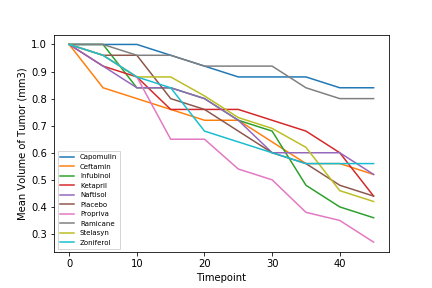 1.0
0.9
0.8
0.7
0.6
0.5
0.4
0.3
Mean Volume of Tumor (mm3)
Capomulin
Ceftamin
Infubinol
Ketapril
Naftisol
Placebo
Propriva
Ramicane
Stelasyn
Zoniferol
0 10 20 30 40
Timepoint